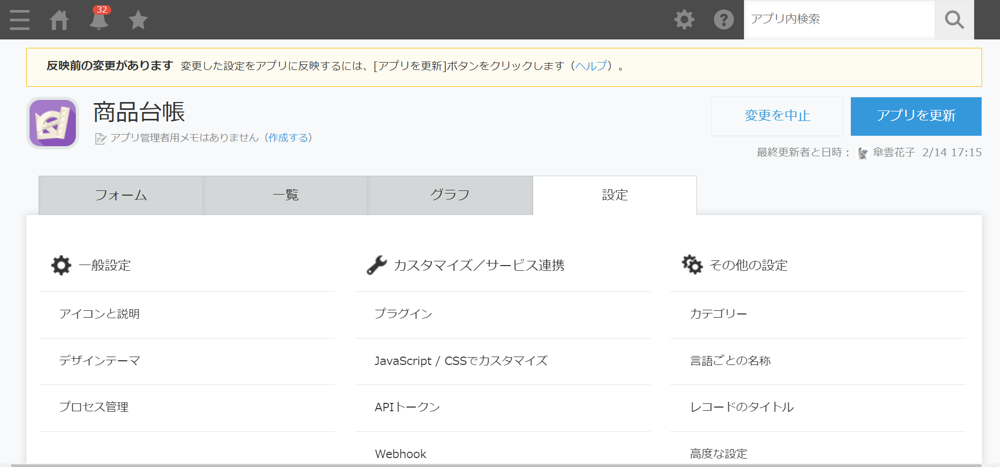 32
アプリ内検索
反映前の変更があります 変更した設定をアプリに反映するには、[アプリを更新]ボタンをクリックします（ヘルプ）。
商品台帳
アプリ管理者用メモはありません（作成する）
変更を中止
アプリを更新
最終更新者と日時： 傘雲花子 2/14 17:15
フォーム
一覧
グラフ
設定
一般設定
アイコンと説明
デザインテーマ
プロセス管理
カスタマイズ／サービス連携
プラグイン
JavaScript / CSSでカスタマイズ
APIトークン
Webhook
その他の設定
カテゴリー
言語ごとの名称
レコードのタイトル
高度な設定